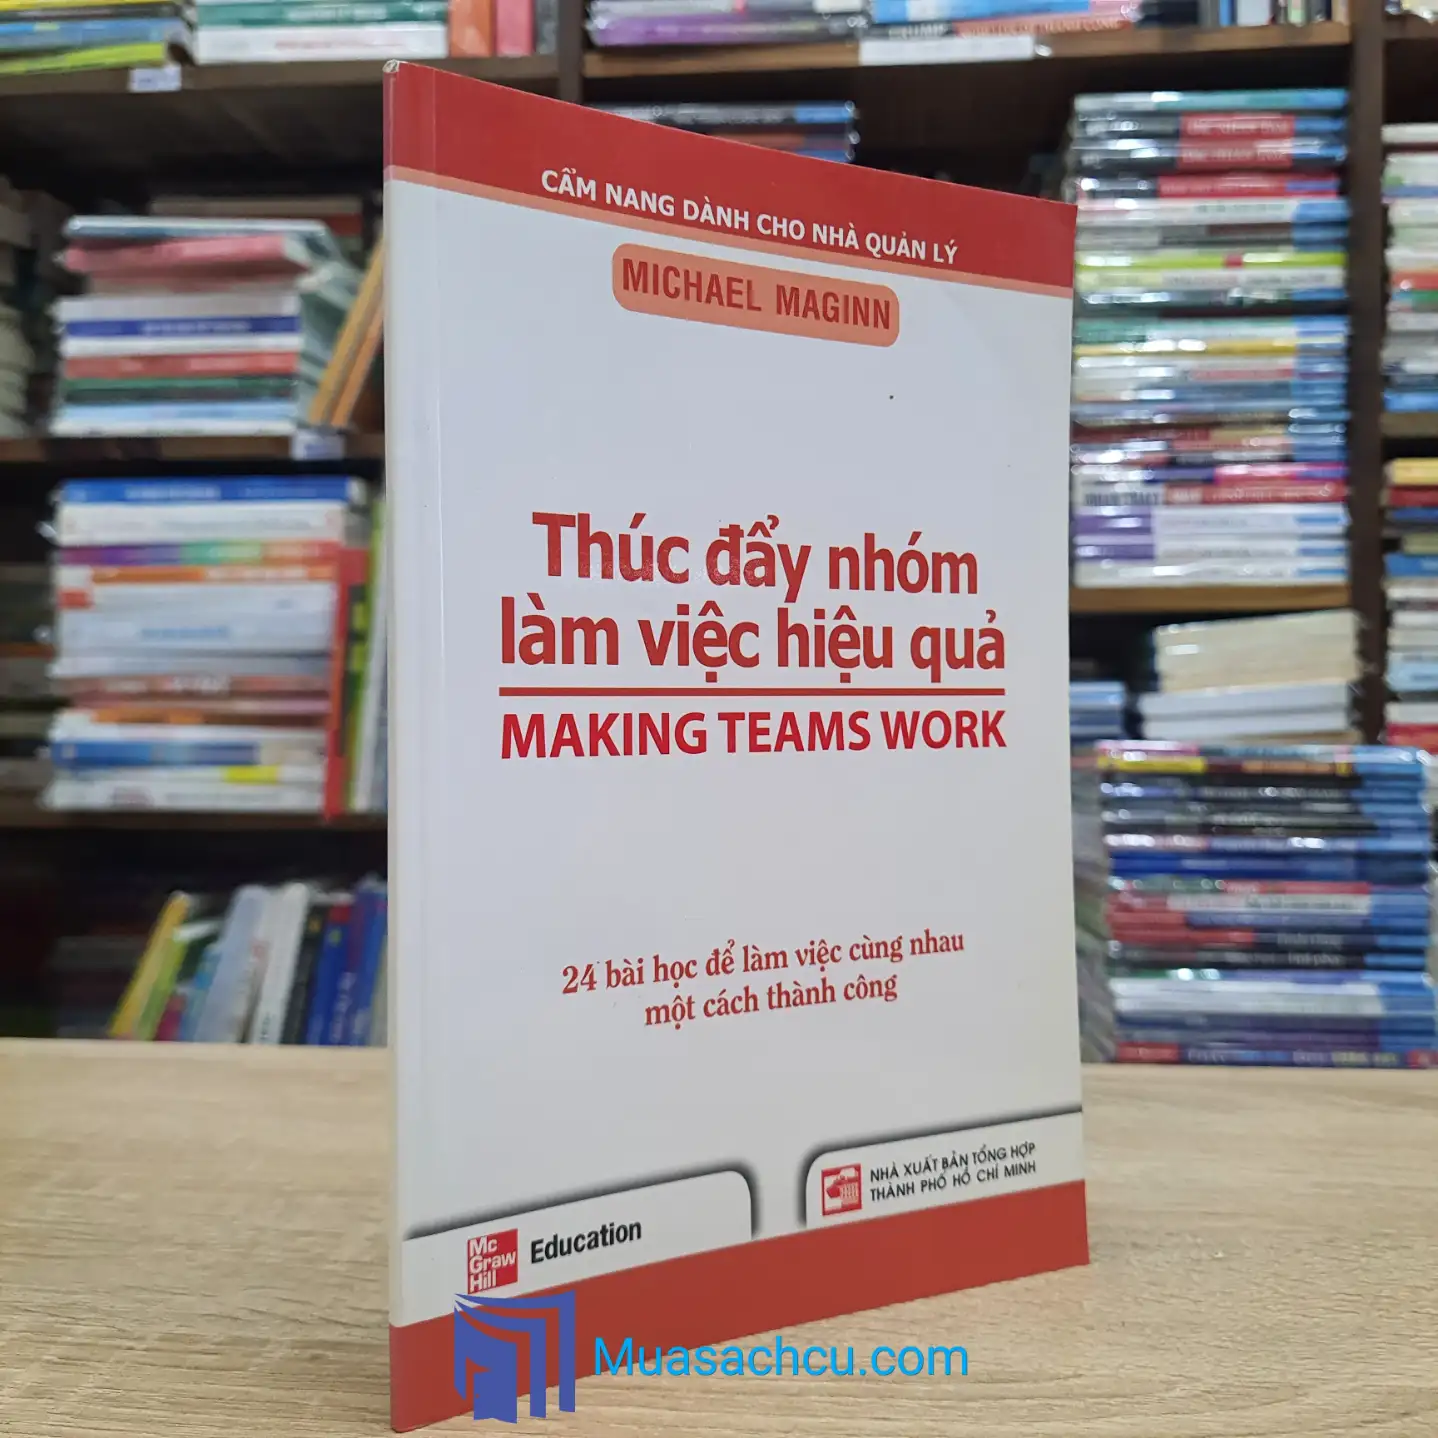 CẨM NANG DÀNH CHO NHÀ QUẢN LÝ
MICHAEL MAGINN
Thúc đẩy nhóm
làm việc hiệu quả
MAKING TEAMS WORK
24 bài học để làm việc cùng nhau
một cách thành công
NHÀ XUẤT BẢN TỔNG HỢP
THÀNH PHỐ HỒ CHÍ MINH
Mc
Graw
Hill
Education
Muasachcu.com